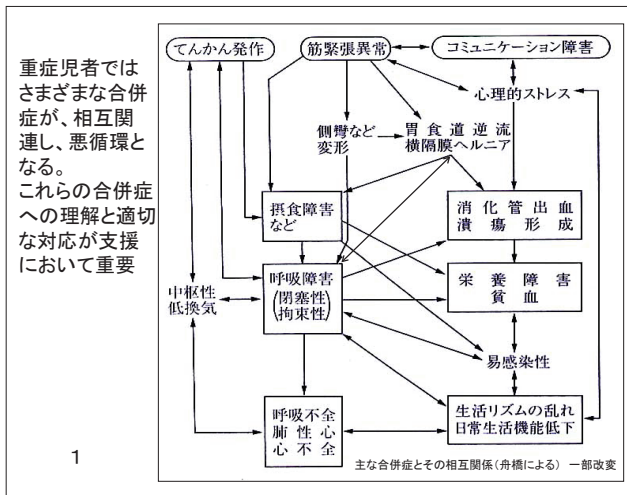 重症児者では
さまざまな合併
症が、相互関
連し、悪循環と
なる。
これらの合併症
への理解と適切
な対応が支援
において重要
1
てんかん発作
筋緊張異常
コミュニケーション障害
心理的ストレス
側彎など
変形
胃食道逆流
横隔膜ヘルニア
摂食障害
など
消化管出血
潰瘍形成
中枢性
低換気
呼吸障害
(閉塞性)
(拘束性)
栄養障害
貧血
易感染性
呼吸不全
肺性心
心不全
生活リズムの乱れ
日常生活機能低下
主な合併症とその相互関係(舟橋による) 一部改変